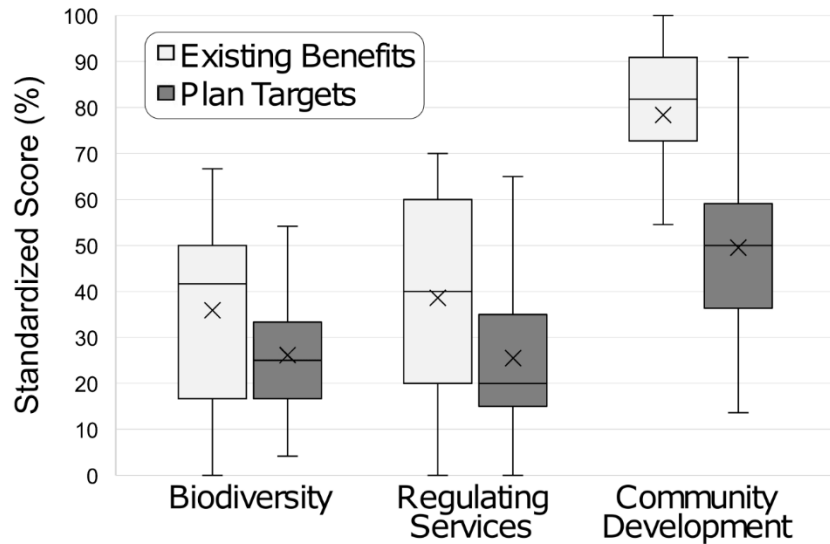 Standardized Score (%)
100
90
80
70
60
50
40
30
20
10
0
Existing Benefits
Plan Targets
Biodiversity
Regulating
Services
Community
Development